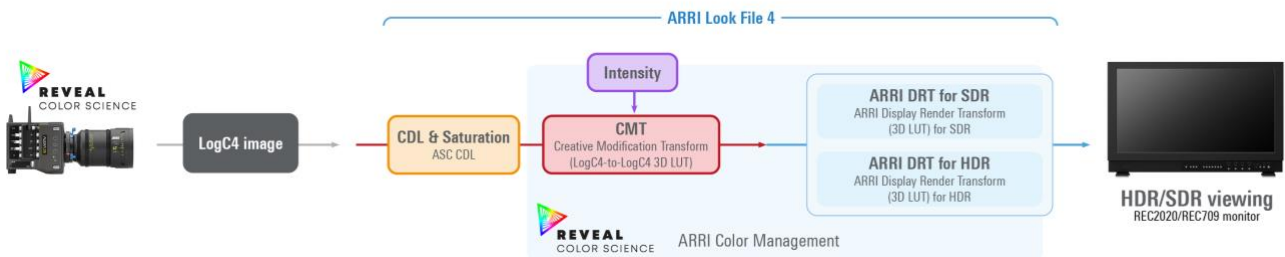 ARRI Look File 4
REVEAL
COLOR SCIENCE
LogC4 image
CDL & Saturation
ASC CDL
Intensity
CMT
Creative Modification Transform
(LogC4-to-LogC4 3D LUT)
ARRI DRT for SDR
ARRI Display Render Transform
(3D LUT) for SDR
ARRI DRT for HDR
ARRI Display Render Transform
(3D LUT) for HDR
HDR/SDR viewing
REC2020/REC709 monitor
REVEAL
COLOR SCIENCE
ARRI Color Management